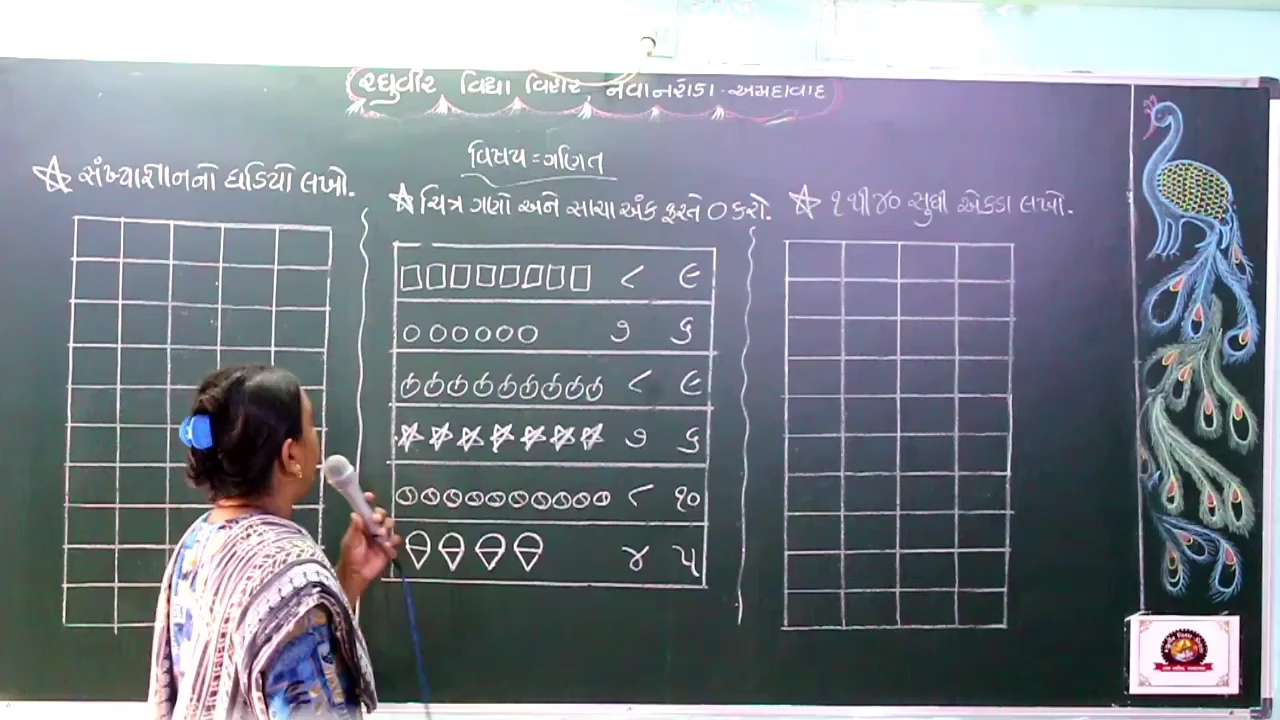 રઘુવીર વિદ્યા વિહાર, નવાનરોડા - અમદાવાદ
વિષય = ગણિત
સંખ્યાજ્ઞાનનો ઘડિયો લખો.
ચિત્ર ગણો અને સાચા અંક ફરતે O કરો.
૮ ૯
૭ ૬
૮ ૯
૭ ૬
૮ ૧૦
૪ ૫
૧ થી ૪૦ સુધી એકડા લખો.